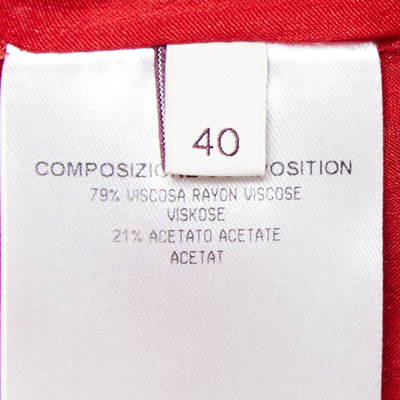 40
COMPOSIZIONE COMPOSITION
79% VISCOSA RAYON VISCOSE
VISKOSE
21% ACETATO ACETATE
ACETAT